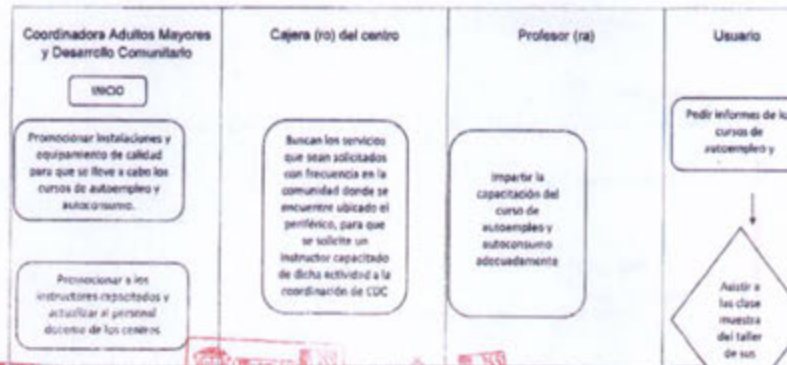 Coordinadora Adultos Mayores
y Desarrollo Comunitario
INICIO
Promocionar instalaciones y
equipamiento de calidad
para que se lleve a cabo los
cursos de autoempleo y
autoconsumo.
Promocionar a los
instructores capacitados y
actualizar al personal
docente de los centros
Cajera (ro) del centro
Buscan los servicios
que sean solicitados
con frecuencia en la
comunidad donde se
encuentre ubicado el
periférico, para que
se solicite un
instructor capacitado
de dicha actividad a la
coordinación de CDC
Profesor (ra)
Impartir la
capacitación del
curso de
autoempleo y
autoconsumo
adecuadamente
Usuario
Pedir informes de lo
cursos de
autoempleo y
Asistir a
las clase
muestra
del taller
de sus